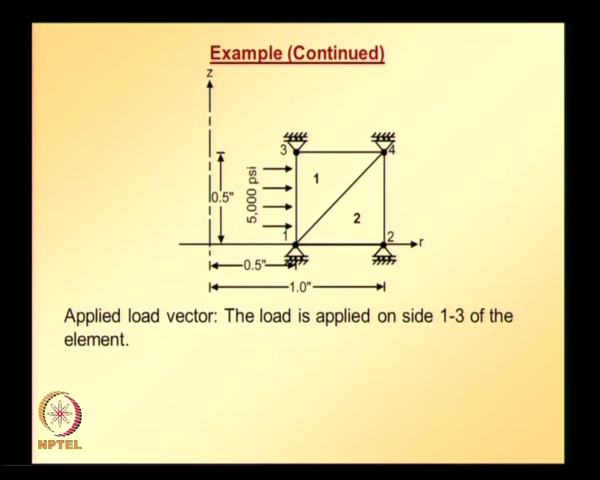 Example (Continued)
z
3
4
1
0.5"
5,000 psi
2
1
2
r
0.5"
1.0"
Applied load vector: The load is applied on side 1-3 of the
element.
NPTEL